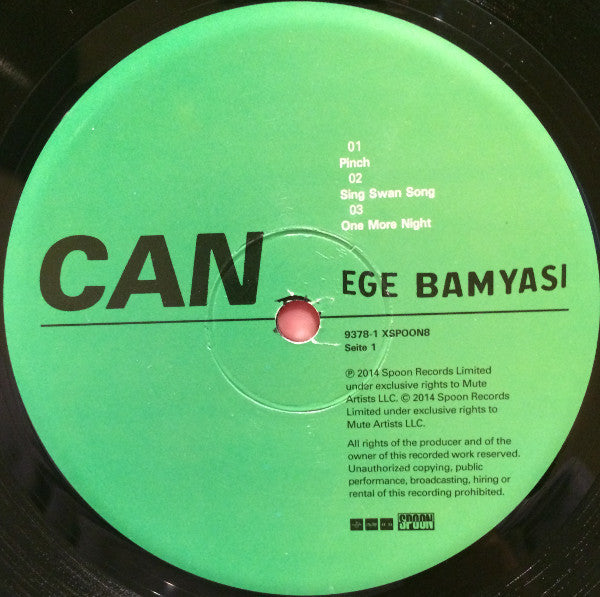 01
Pinch
02
Sing Swan Song
03
One More Night
CAN
EGE BAMYASI
9378-1 XSPOON8
Seite 1
℗ 2014 Spoon Records Limited
under exclusive rights to Mute
Artists LLC. © 2014 Spoon Records
Limited under exclusive rights to
Mute Artists LLC.
All rights of the producer and of the
owner of this recorded work reserved.
Unauthorized copying, public
performance, broadcasting, hiring or
rental of this recording prohibited.
SPOON